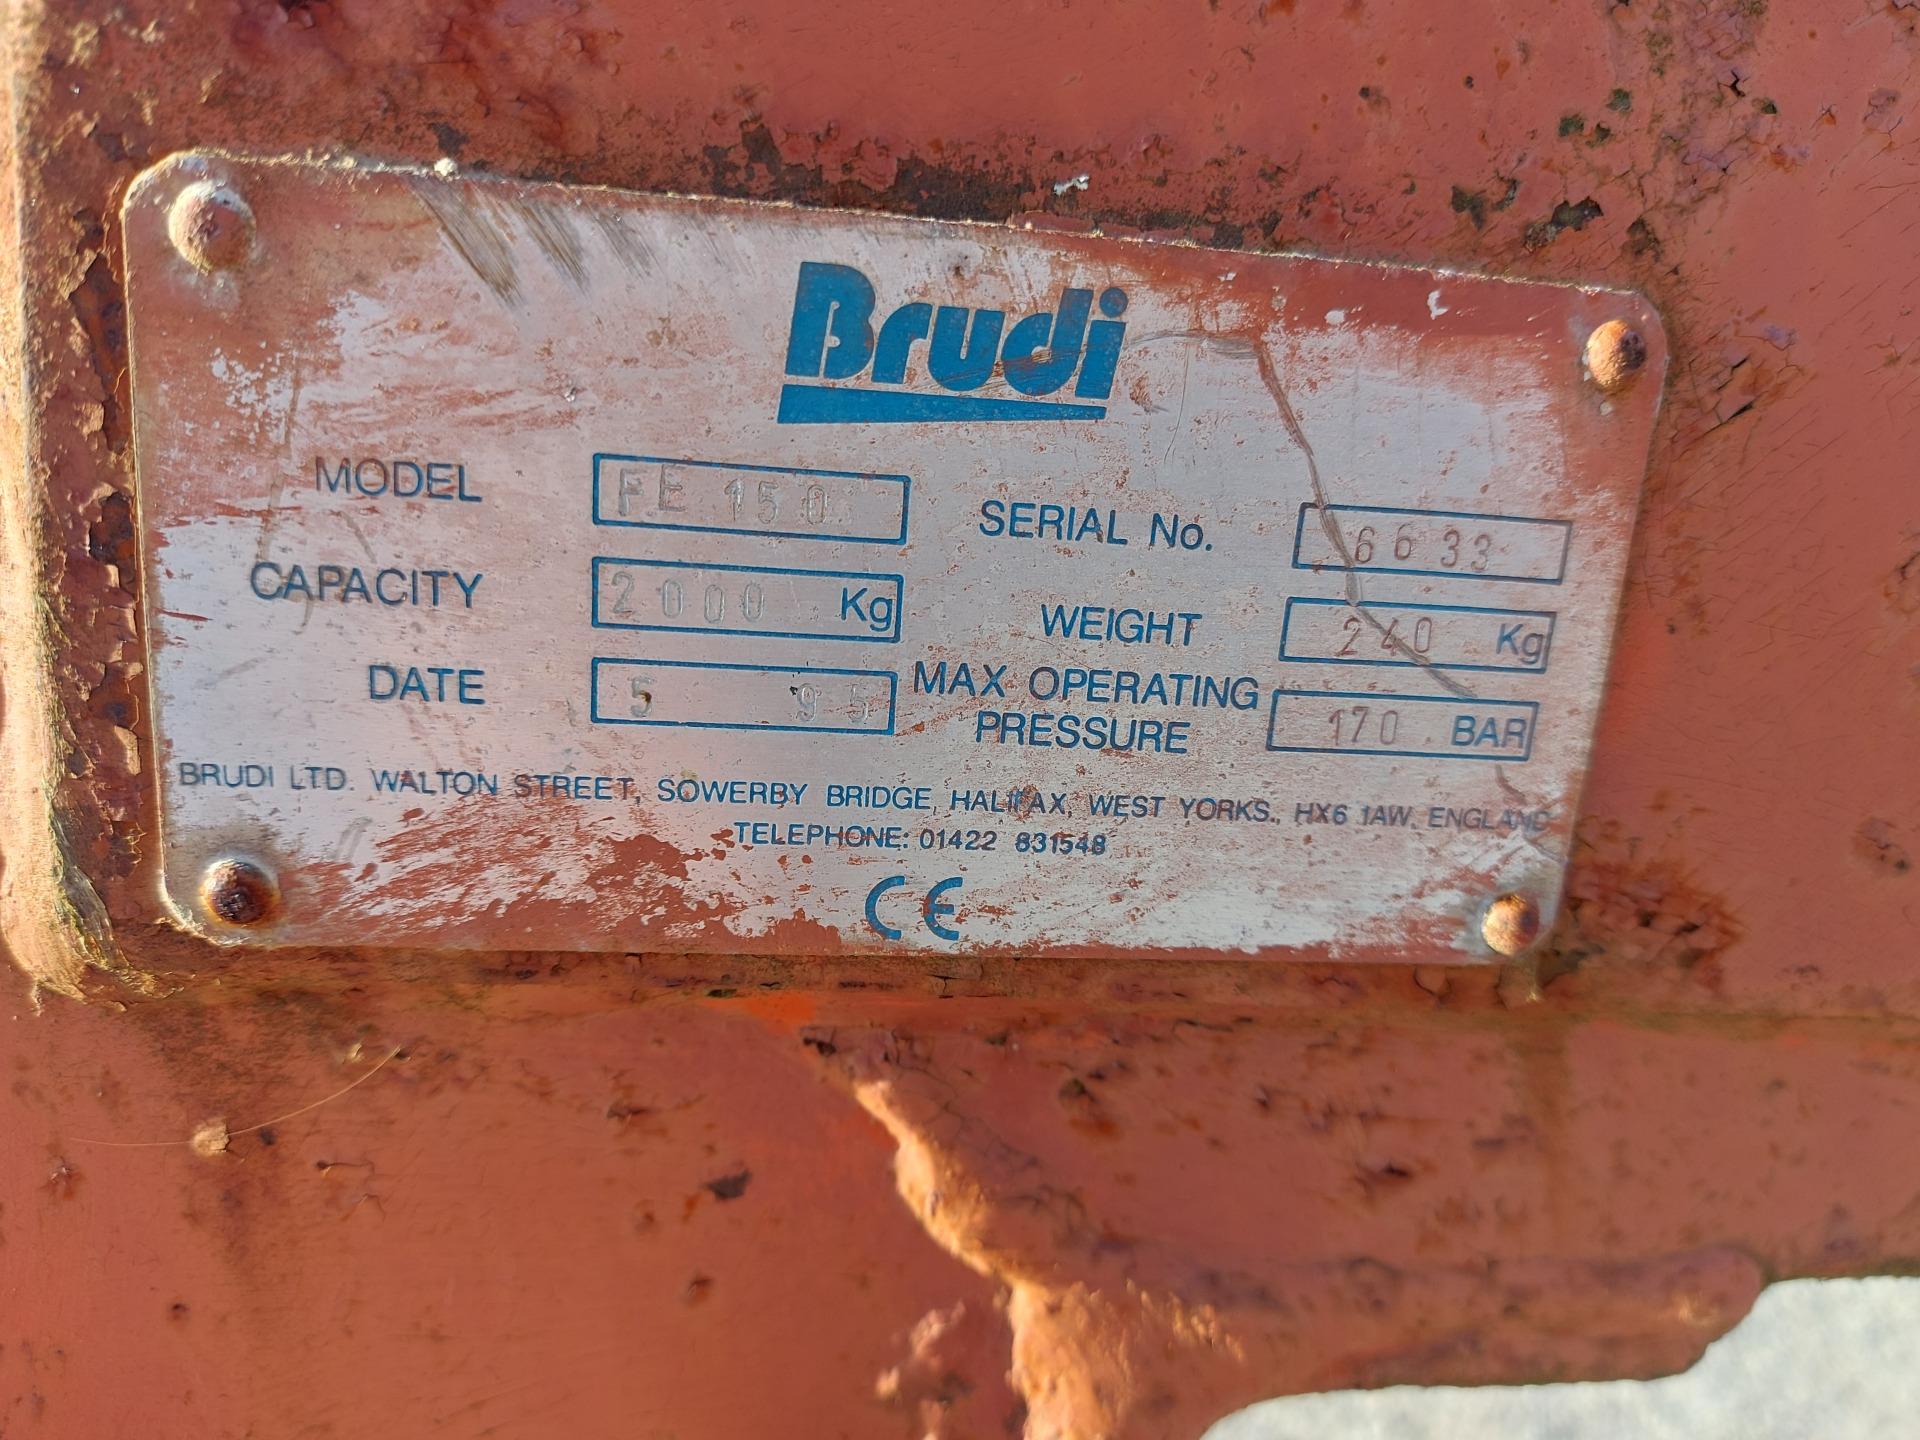 Brudi
MODEL FE 150 SERIAL No. 6633
CAPACITY 2000 Kg WEIGHT 240 Kg
DATE 5 95 MAX OPERATING PRESSURE 170 BAR
BRUDI LTD. WALTON STREET, SOWERBY BRIDGE, HALIFAX, WEST YORKS., HX6 1AW. ENGLAND
TELEPHONE: 01422 831548
CE